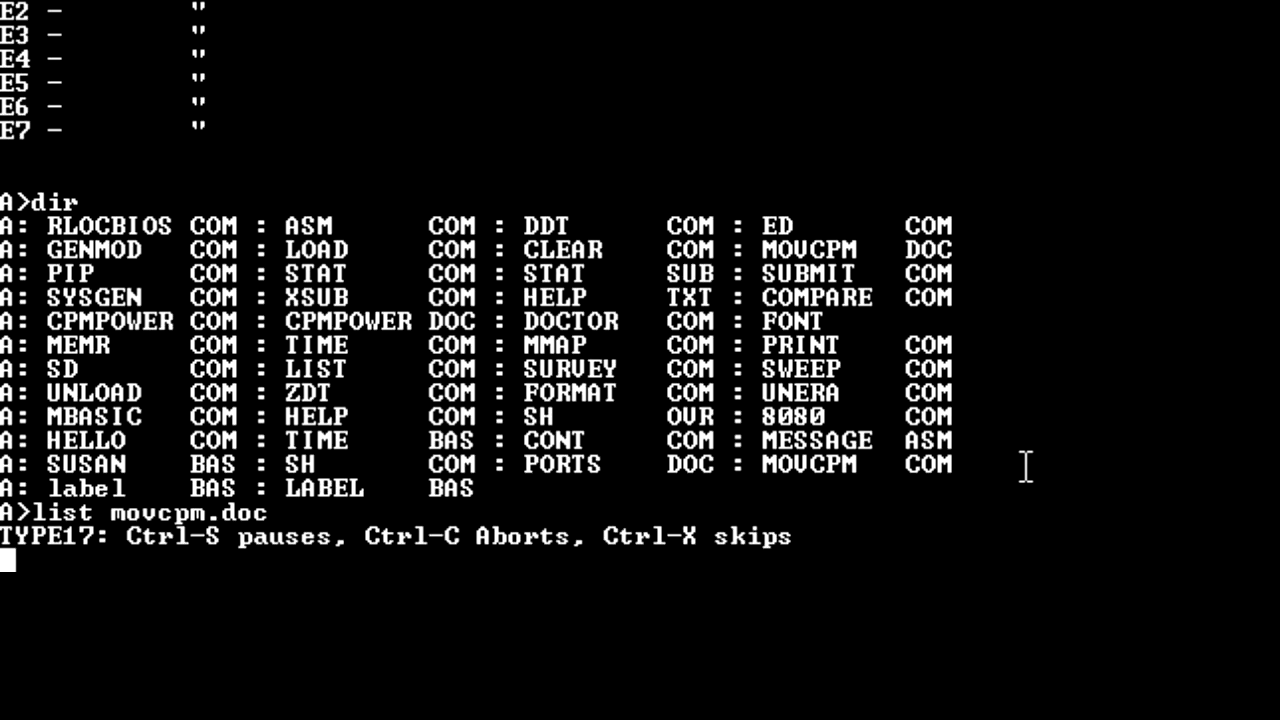 E2 -         "
E3 -         "
E4 -         "
E5 -         "
E6 -         "
E7 -         "
A>dir
A: RLOCBIOS COM : ASM      COM : DDT      COM : ED       COM
A: GENMOD   COM : LOAD     COM : CLEAR    COM : MOVCPM   DOC
A: PIP      COM : STAT     COM : STAT     SUB : SUBMIT   COM
A: SYSGEN   COM : XSUB     COM : HELP     TXT : COMPARE  COM
A: CPMPOWER COM : CPMPOWER DOC : DOCTOR   COM : FONT
A: MEMR     COM : TIME     COM : MMAP     COM : PRINT    COM
A: SD       COM : LIST     COM : SURVEY   COM : SWEEP    COM
A: UNLOAD   COM : ZDT      COM : FORMAT   COM : UNERA    COM
A: MBASIC   COM : HELP     COM : SH       OVR : 8080     COM
A: HELLO    COM : TIME     BAS : CONT     COM : MESSAGE  ASM
A: SUSAN    BAS : SH       COM : PORTS    DOC : MOVCPM   COM
A: label    BAS : LABEL    BAS
A>list movcpm.doc
TYPE17: Ctrl-S pauses, Ctrl-C Aborts, Ctrl-X skips